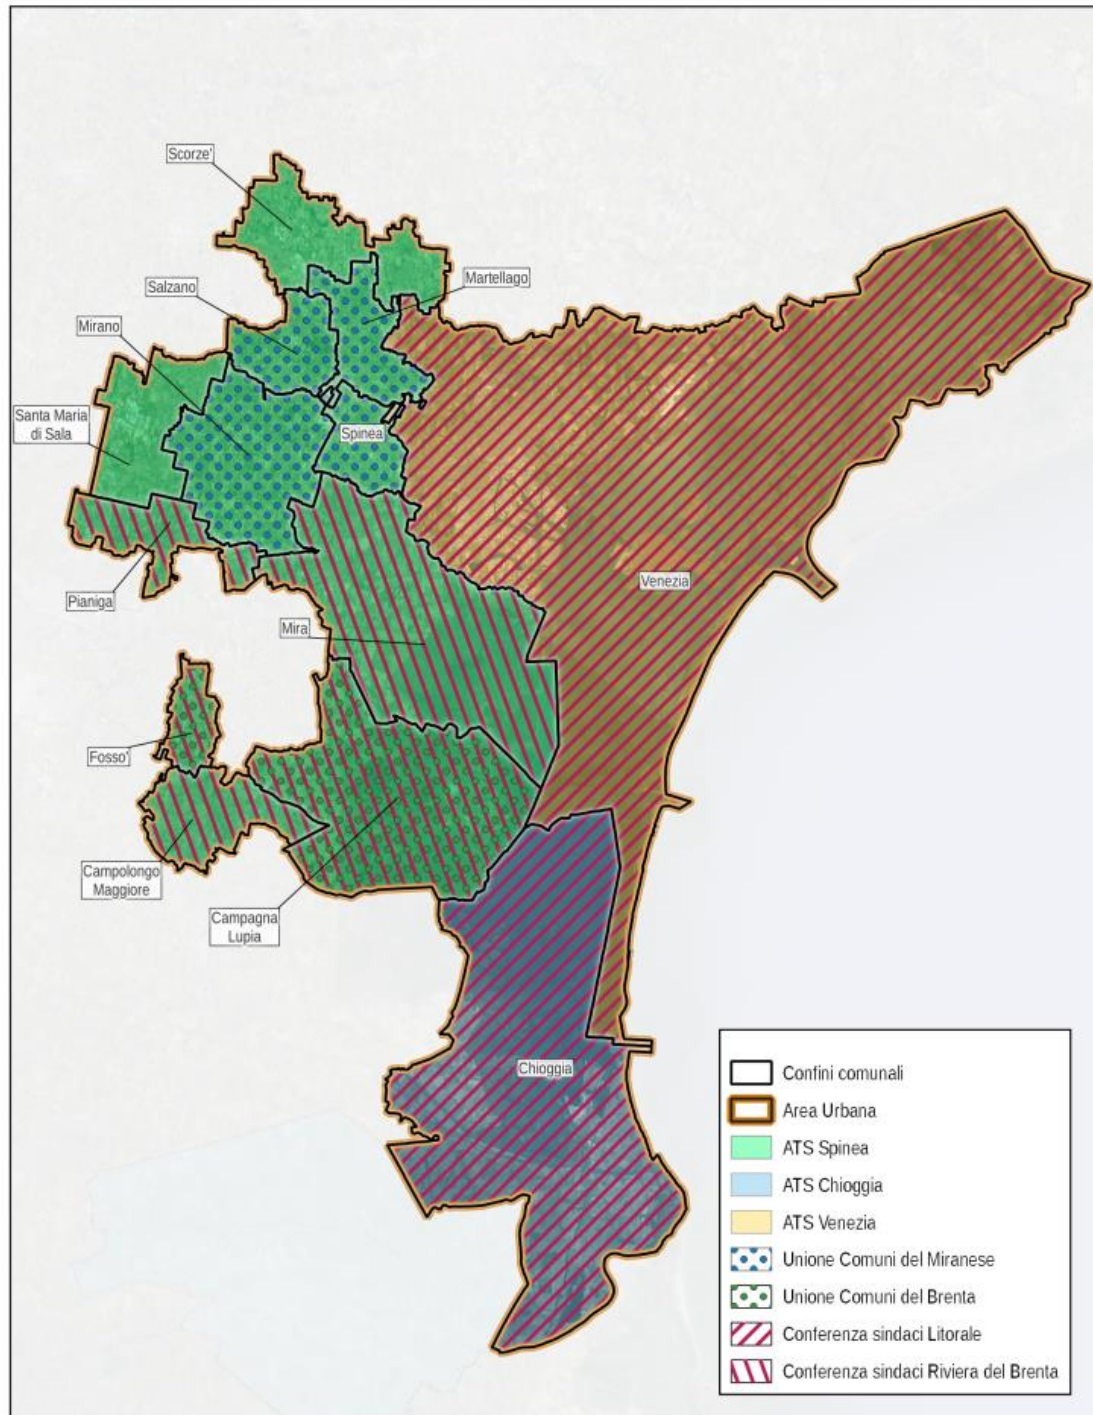 Scorze'
Martellago
Salzano
Mirano
Santa Maria
di Sala
Spinea
Venezia
Pianiga
Mira
Fosso'
Campolongo
Maggiore
Campagna
Lupia
Chioggia
Confini comunali
Area Urbana
ATS Spinea
ATS Chioggia
ATS Venezia
Unione Comuni del Miranese
Unione Comuni del Brenta
Conferenza sindaci Litorale
Conferenza sindaci Riviera del Brenta